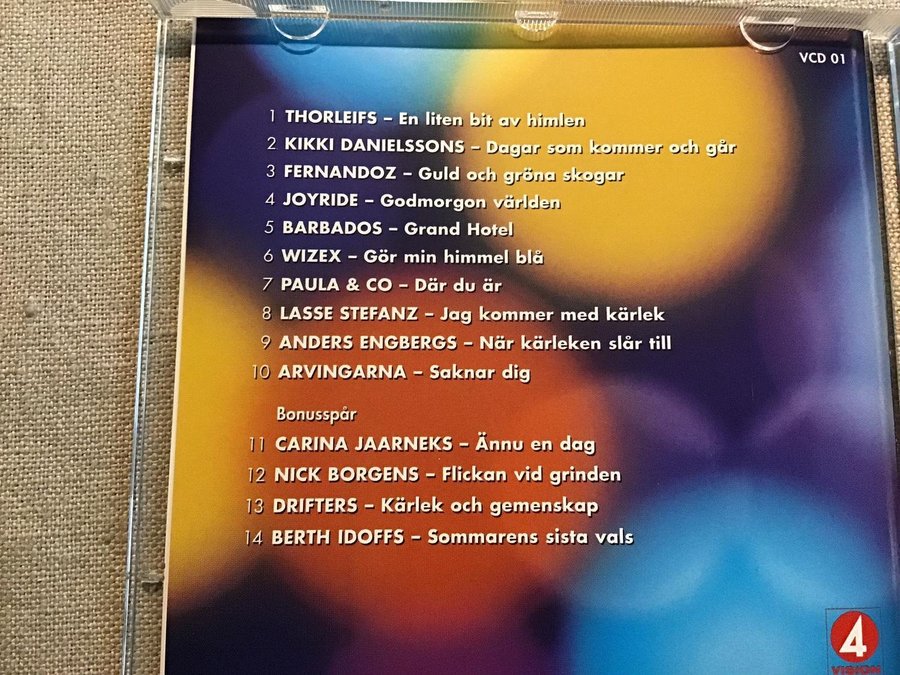 VCD 01
1 THORLEIFS – En liten bit av himlen
2 KIKKI DANIELSSONS – Dagar som kommer och går
3 FERNANDOZ – Guld och gröna skogar
4 JOYRIDE – Godmorgon världen
5 BARBADOS – Grand Hotel
6 WIZEX – Gör min himmel blå
7 PAULA & CO – Där du är
8 LASSE STEFANZ – Jag kommer med kärlek
9 ANDERS ENGBERGS – När kärleken slår till
10 ARVINGARNA – Saknar dig
Bonusspår
11 CARINA JAARNEKS – Ännu en dag
12 NICK BORGENS – Flickan vid grinden
13 DRIFTERS – Kärlek och gemenskap
14 BERTH IDOFFS – Sommarens sista vals
4
VISION